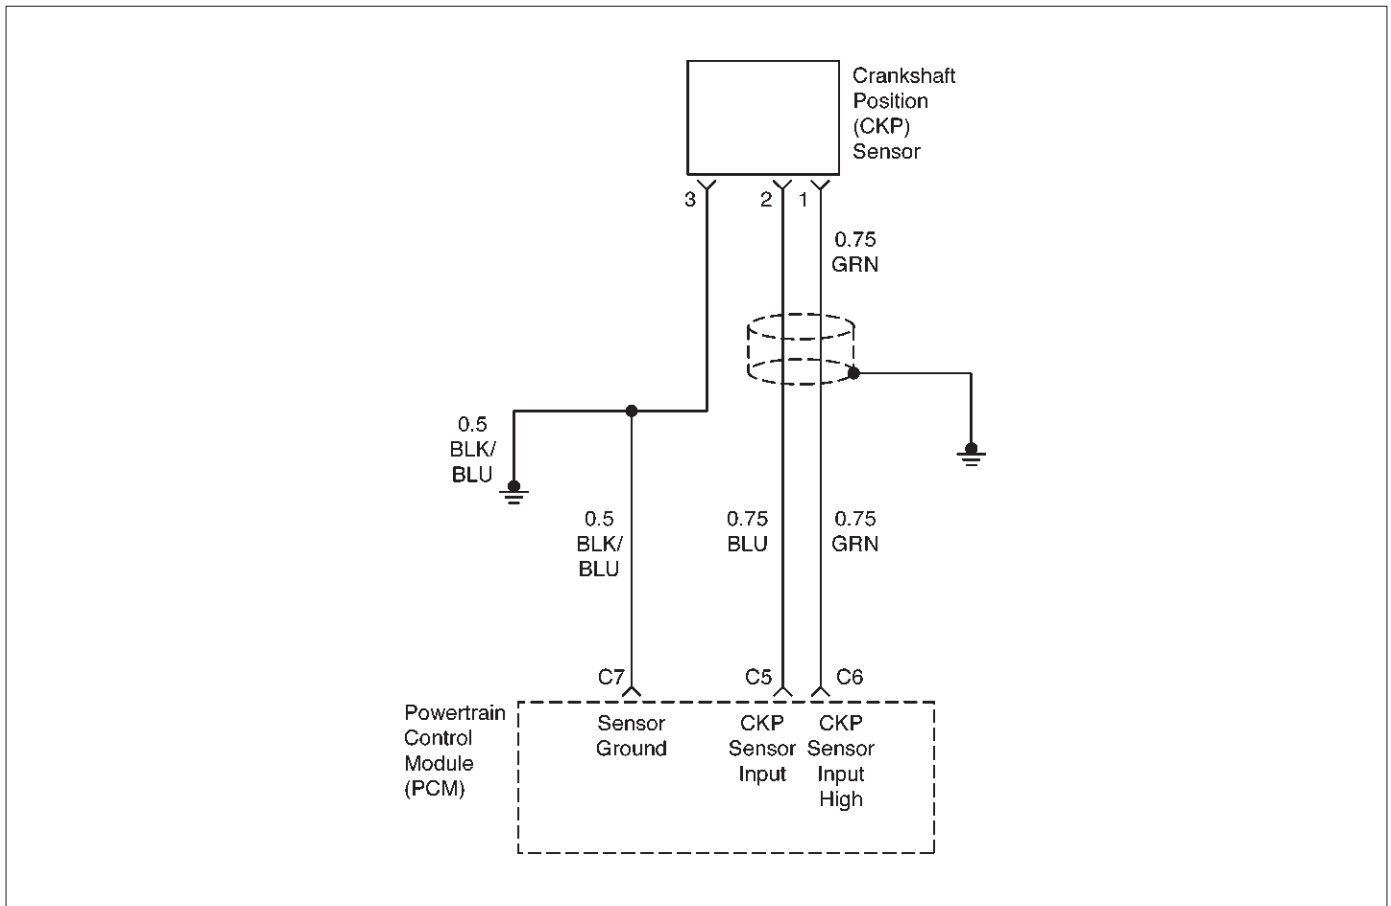 Crankshaft
Position
(CKP)
Sensor
3
2
1
0.75
GRN
0.5
BLK/
BLU
0.5
BLK/
BLU
0.75
BLU
0.75
GRN
C7
C5
C6
Powertrain
Control
Module
(PCM)
Sensor
Ground
CKP
Sensor
Input
CKP
Sensor
Input
High